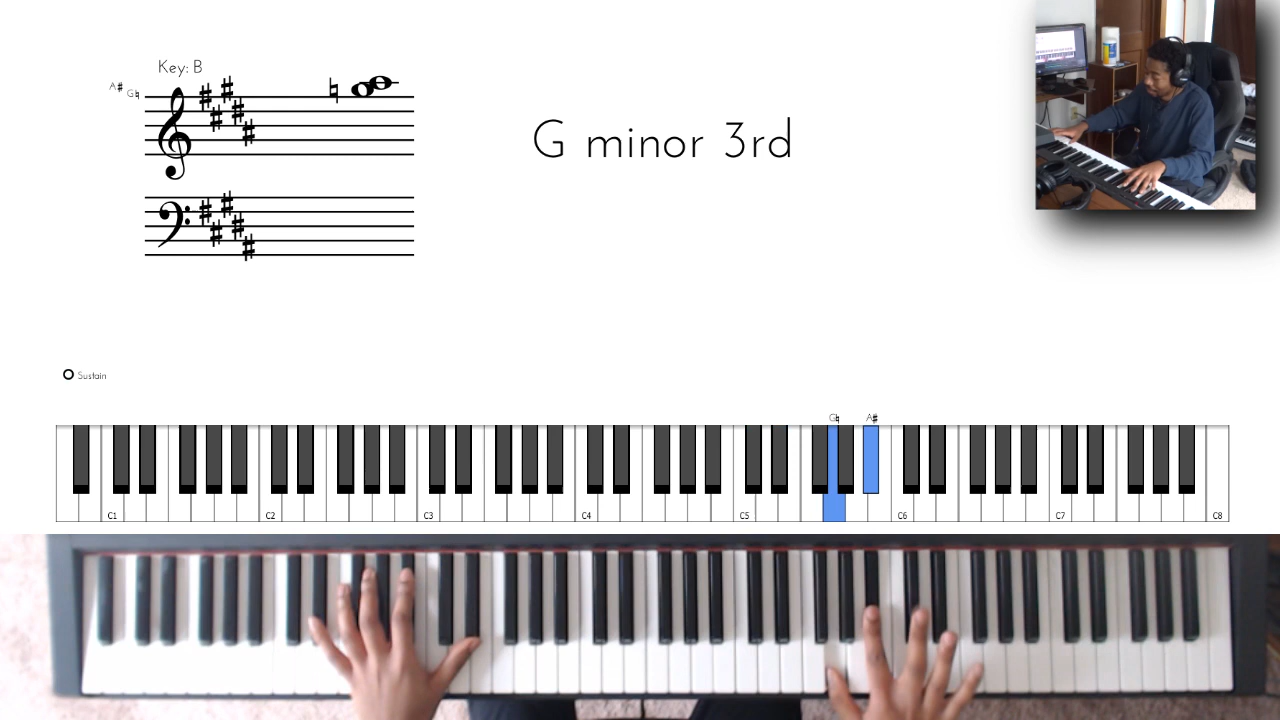 Key: B
A♯
G♮
G minor 3rd
Sustain
G♮ A♯
C1 C2 C3 C4 C5 C6 C7 C8